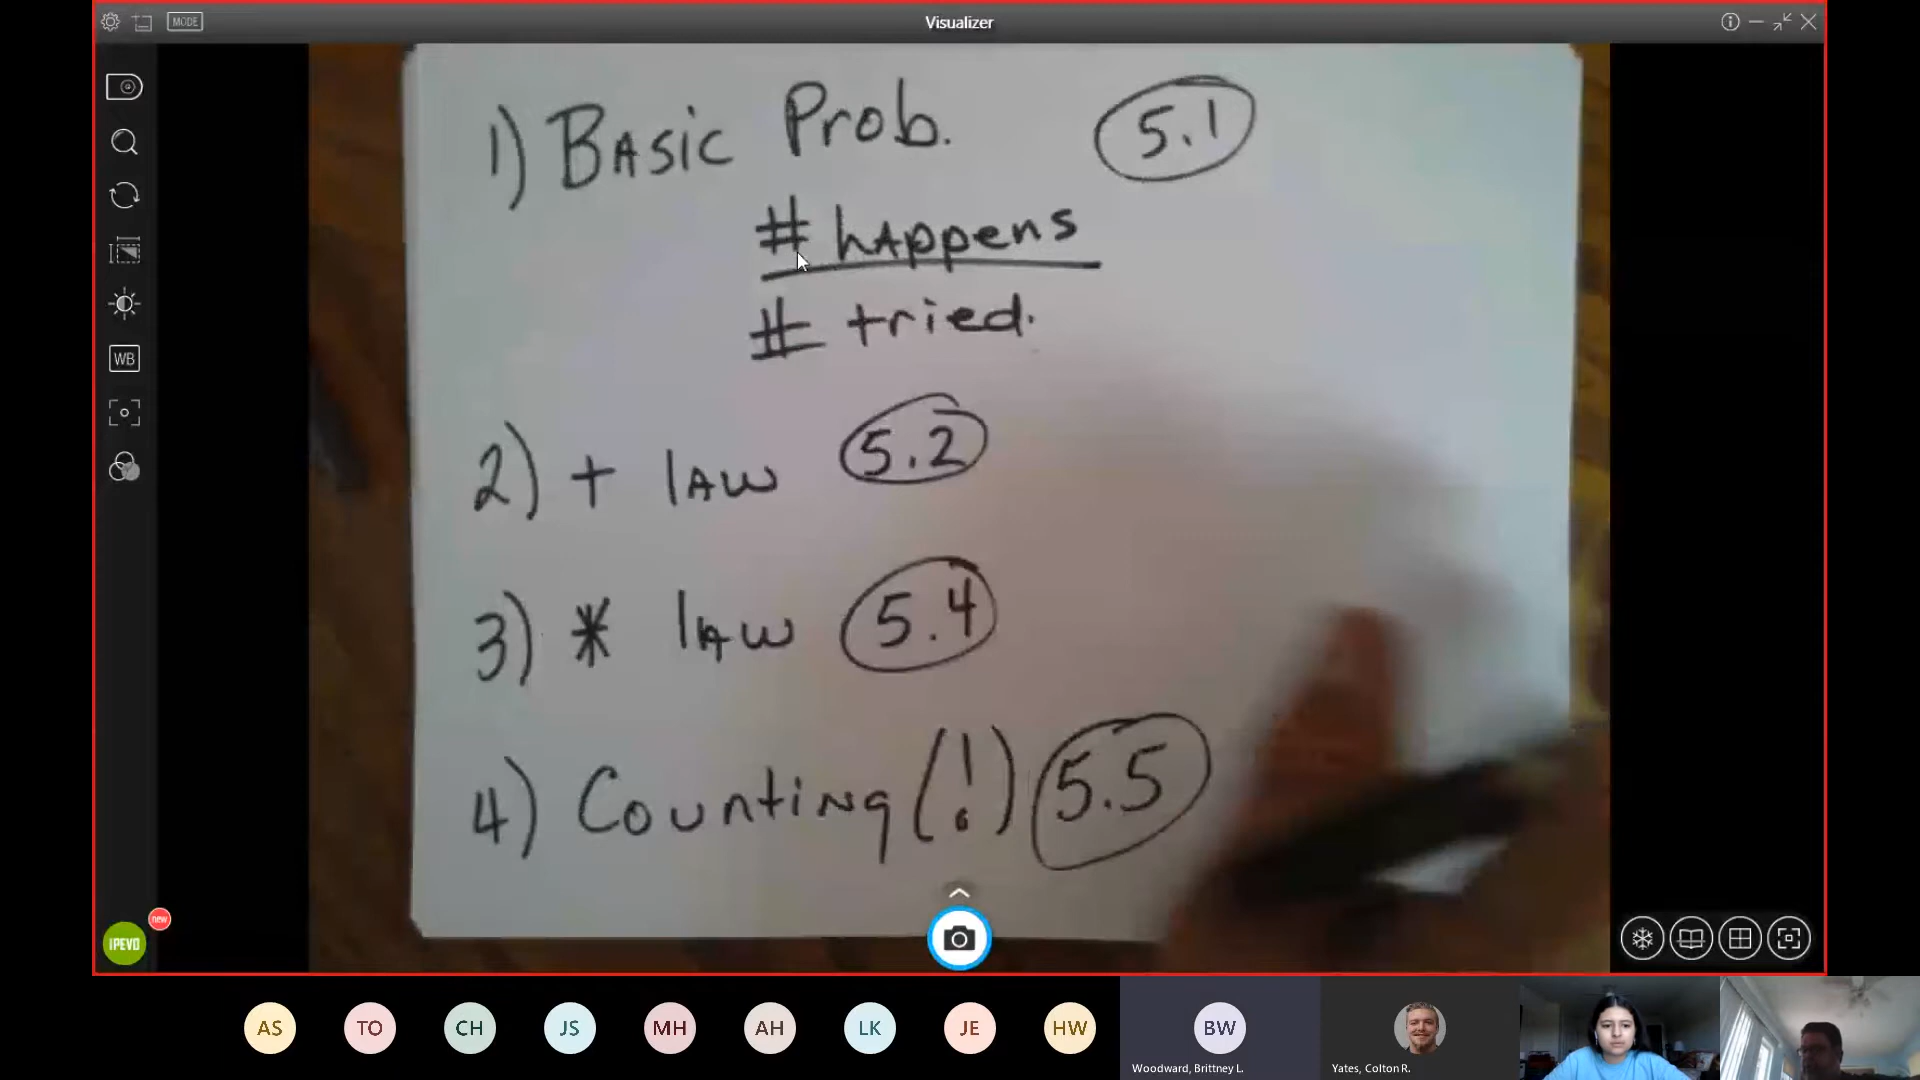 MODE
Visualizer
1) BASic Prob. 5.1
# hAppens
# tried.
2) + lAw 5.2
3) * lAw 5.4
4) Counting (!) 5.5
WB
new
IPEVO
AS TO CH JS MH AH LK JE HW BW
Woodward, Brittney L. Yates, Colton R.